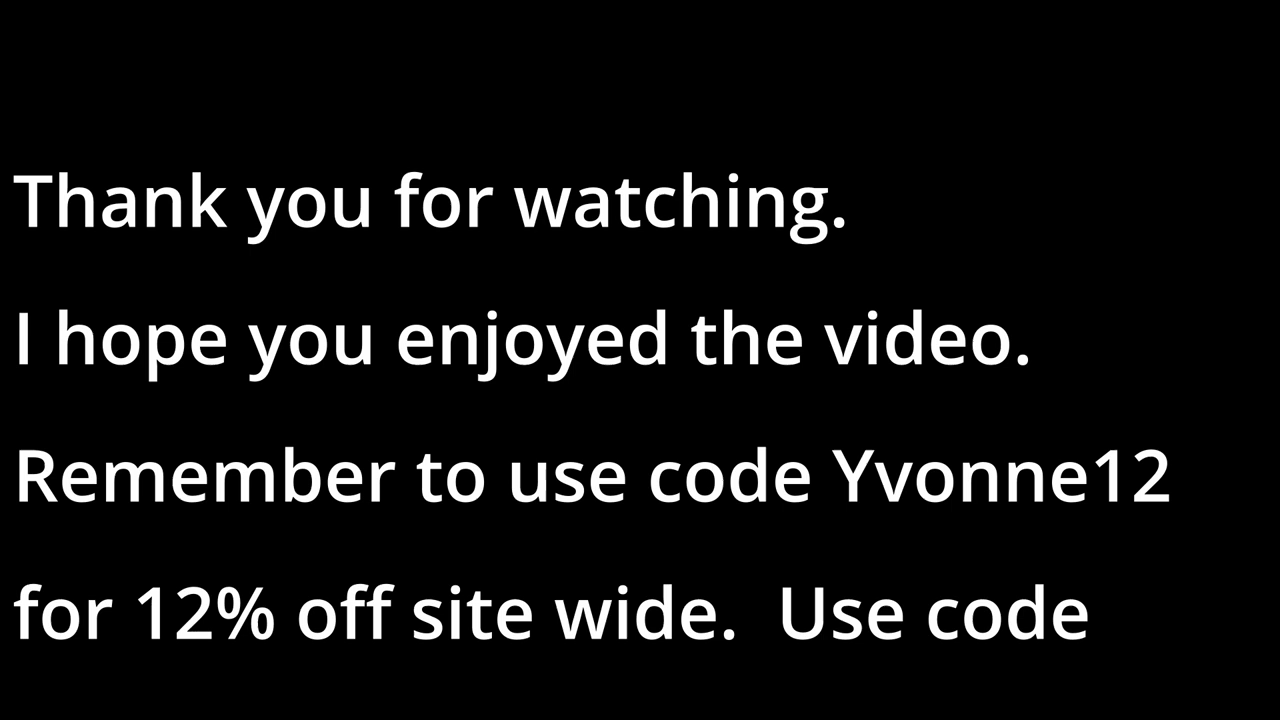 Thank you for watching.
I hope you enjoyed the video.
Remember to use code Yvonne12
for 12% off site wide.  Use code